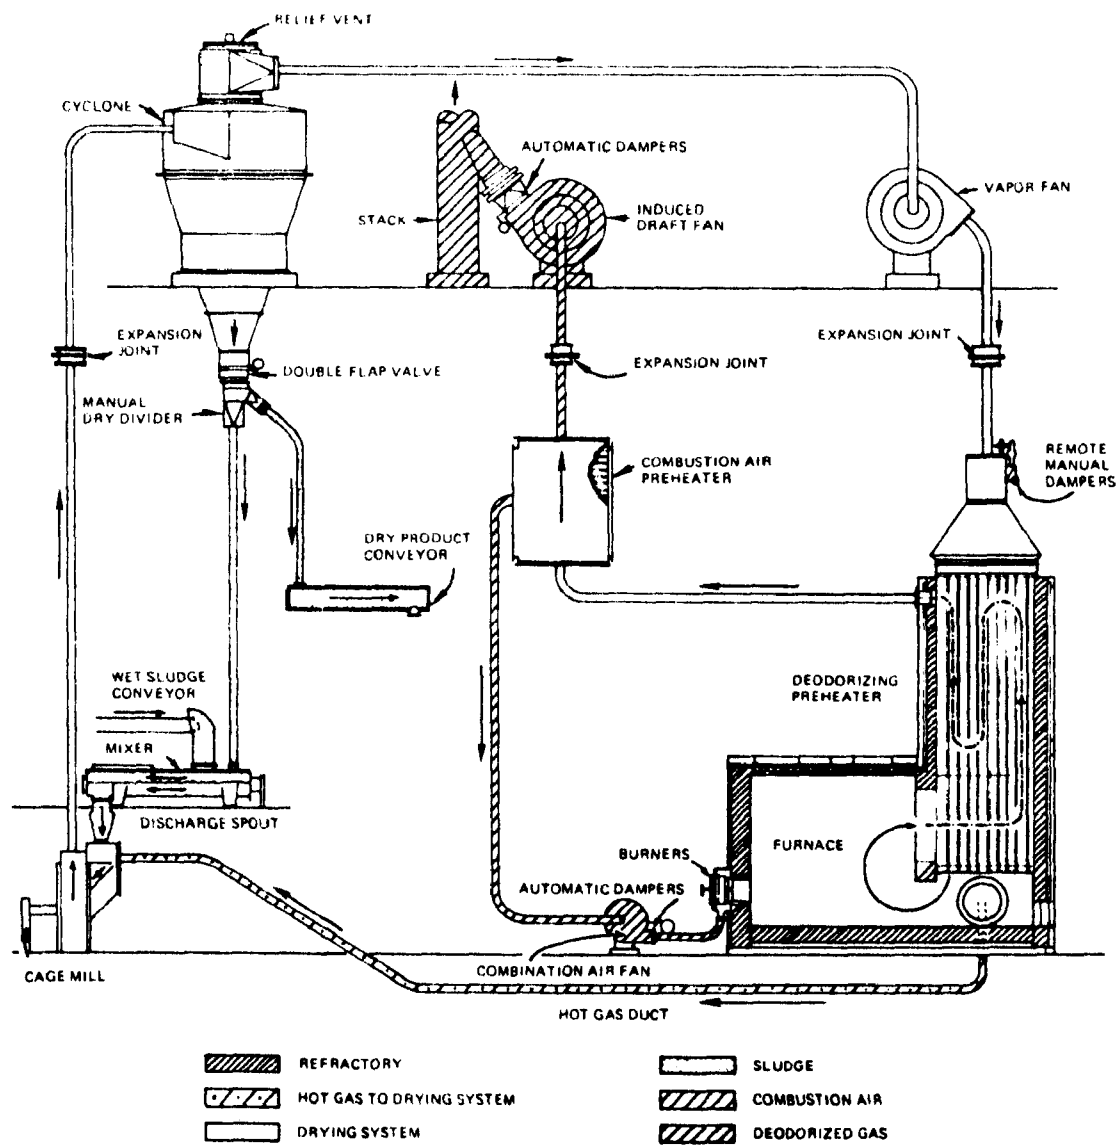 RELIEF VENT
CYCLONE
AUTOMATIC DAMPERS
VAPOR FAN
STACK
INDUCED
DRAFT FAN
EXPANSION
JOINT
DOUBLE FLAP VALVE
EXPANSION JOINT
EXPANSION JOINT
MANUAL
DRY DIVIDER
COMBUSTION AIR
PREHEATER
REMOTE
MANUAL
DAMPERS
DRY PRODUCT
CONVEYOR
WET SLUDGE
CONVEYOR
DEODORIZING
PREHEATER
MIXER
DISCHARGE SPOUT
FURNACE
BURNERS
AUTOMATIC DAMPERS
CAGE MILL
COMBINATION AIR FAN
HOT GAS DUCT
REFRACTORY
HOT GAS TO DRYING SYSTEM
DRYING SYSTEM
SLUDGE
COMBUSTION AIR
DEODORIZED GAS